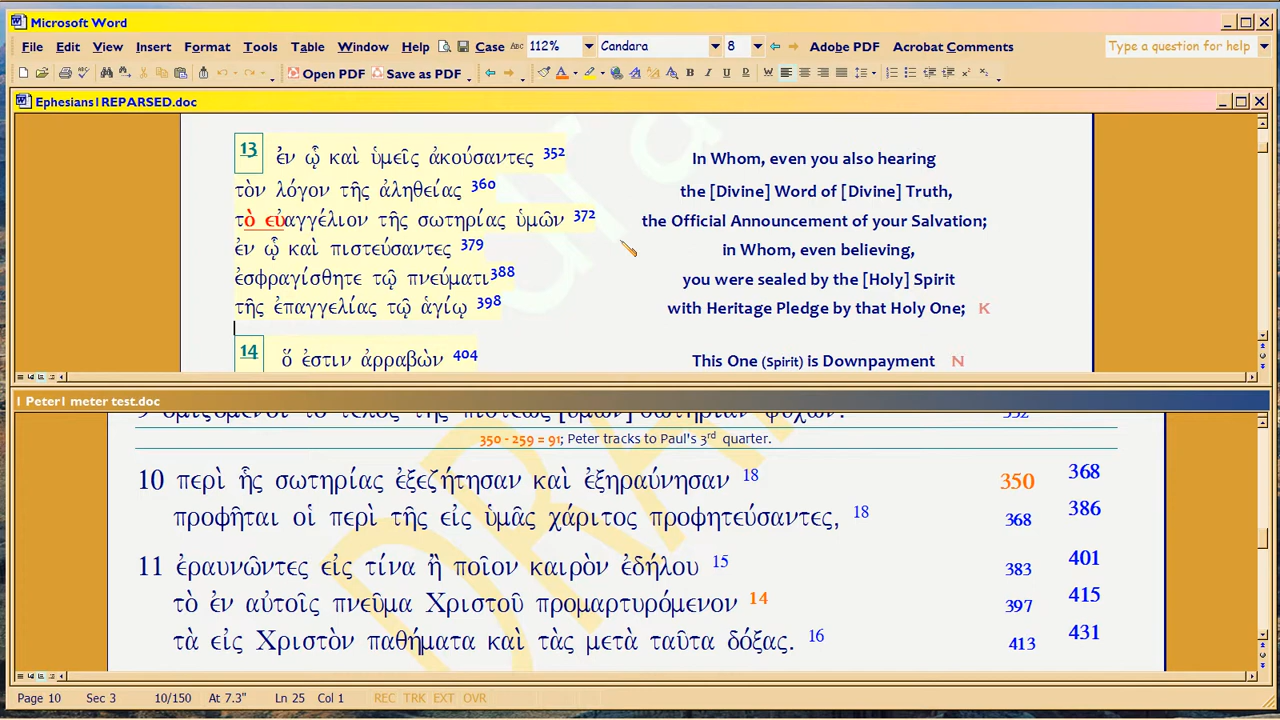 Microsoft Word
File Edit View Insert Format Tools Table Window Help Case ABC 112% Candara 8 Adobe PDF Acrobat Comments Type a question for help
Open PDF Save as PDF B I U D W
Ephesians1REPARSED.doc
13 ἐν ᾧ καὶ ὑμεῖς ἀκούσαντες 352 In Whom, even you also hearing
τὸν λόγον τῆς ἀληθείας 360 the [Divine] Word of [Divine] Truth,
τὸ εὐαγγέλιον τῆς σωτηρίας ὑμῶν 372 the Official Announcement of your Salvation;
ἐν ᾧ καὶ πιστεύσαντες 379 in Whom, even believing,
ἐσφραγίσθητε τῷ πνεύματι 388 you were sealed by the [Holy] Spirit
τῆς ἐπαγγελίας τῷ ἁγίῳ 398 with Heritage Pledge by that Holy One; K
14 ὅ ἐστιν ἀρραβὼν 404 This One (Spirit) is Downpayment N
1 Peter1 meter test.doc
350 - 259 = 91; Peter tracks to Paul's 3rd quarter.
10 περὶ ἧς σωτηρίας ἐξεζήτησαν καὶ ἐξηραύνησαν 18 350 368
προφῆται οἱ περὶ τῆς εἰς ὑμᾶς χάριτος προφητεύσαντες, 18 368 386
11 ἐραυνῶντες εἰς τίνα ἢ ποῖον καιρὸν ἐδήλου 15 383 401
τὸ ἐν αὐτοῖς πνεῦμα Χριστοῦ προμαρτυρόμενον 14 397 415
τὰ εἰς Χριστὸν παθήματα καὶ τὰς μετὰ ταῦτα δόξας. 16 413 431
Page 10 Sec 3 10/150 At 7.3" Ln 25 Col 1 REC TRK EXT OVR